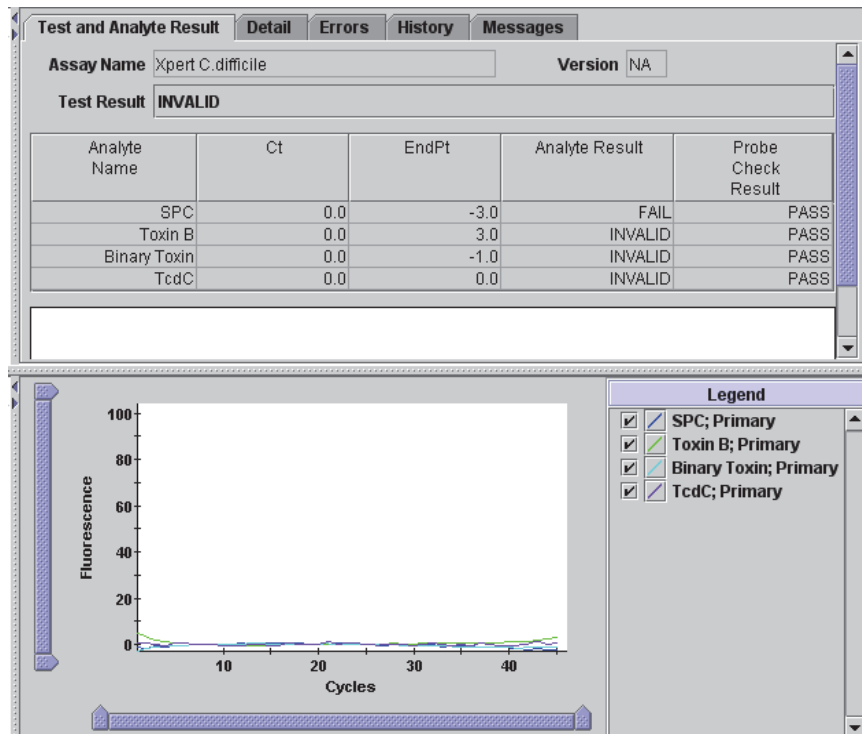 Test and Analyte Result Detail Errors History Messages
Assay Name Xpert C.difficile Version NA
Test Result INVALID
Analyte Name Ct EndPt Analyte Result Probe Check Result
SPC 0.0 -3.0 FAIL PASS
Toxin B 0.0 3.0 INVALID PASS
Binary Toxin 0.0 -1.0 INVALID PASS
TcdC 0.0 0.0 INVALID PASS
Legend
SPC; Primary
Toxin B; Primary
Binary Toxin; Primary
TcdC; Primary
100
80
60
40
20
0
Fluorescence
10 20 30 40
Cycles